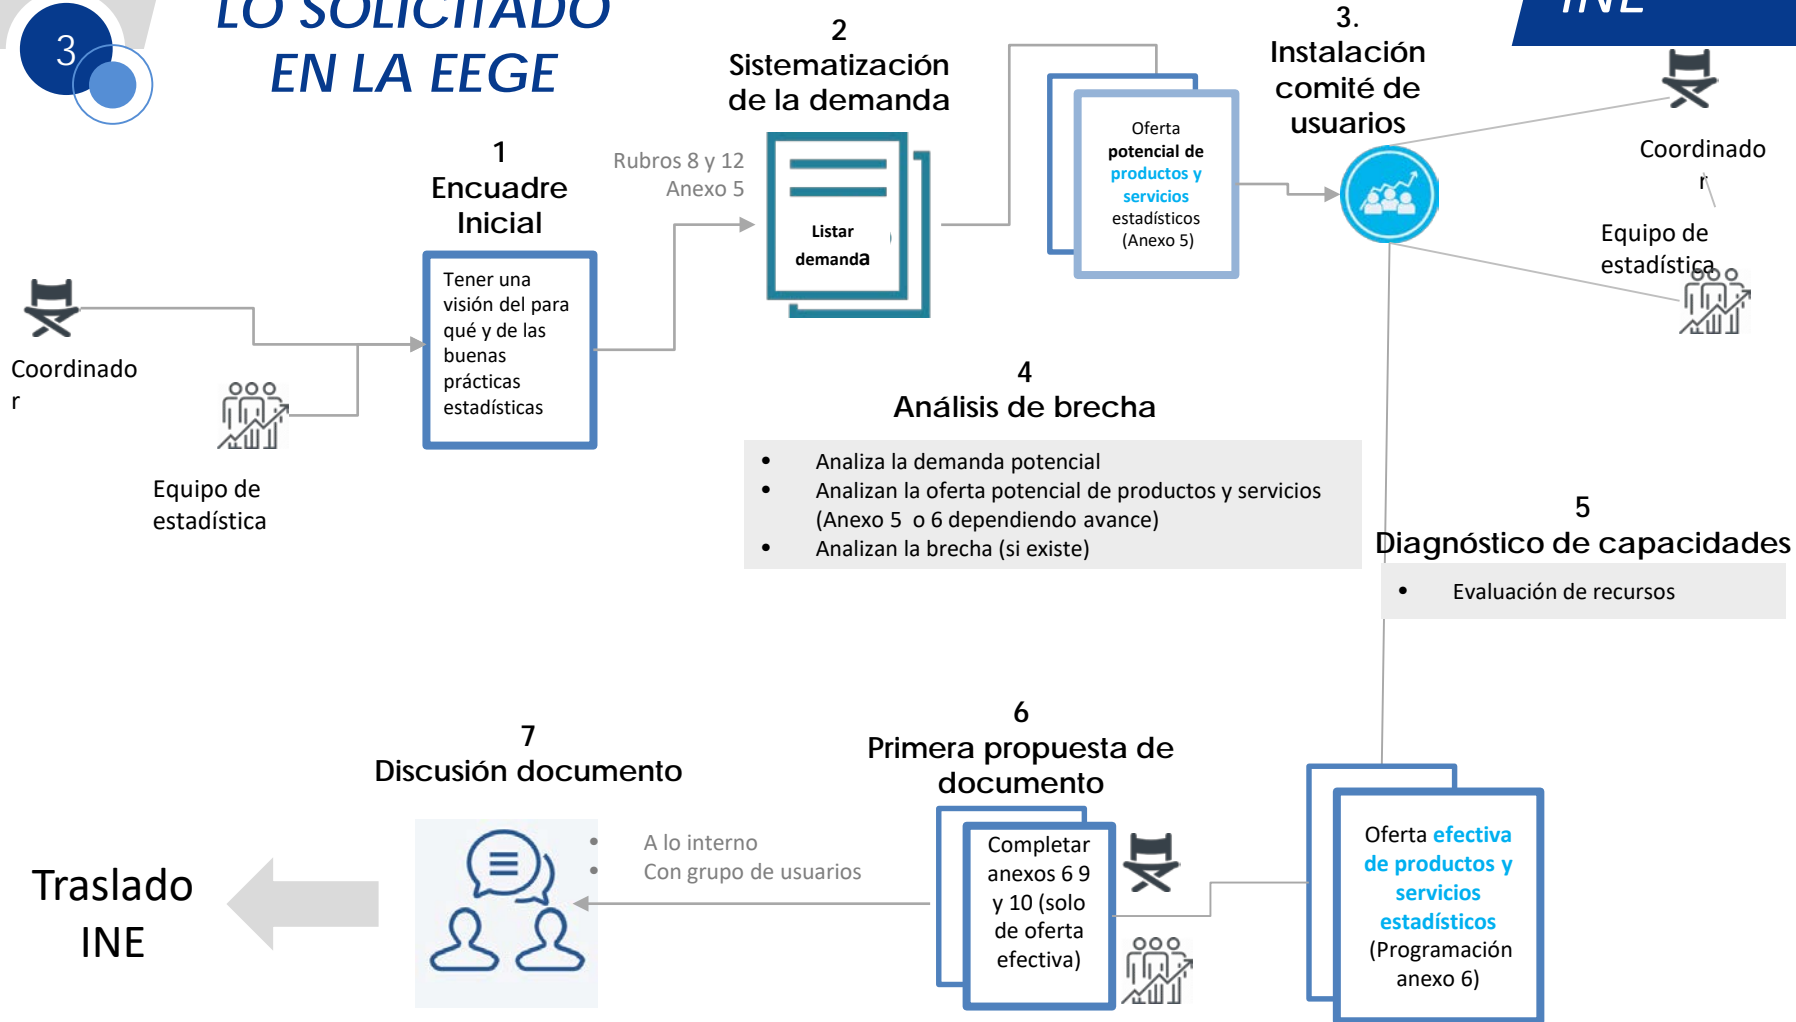 3
LO SOLICITADO
EN LA EEGE
INE
1
Encuadre
Inicial
Tener una
visión del para
qué y de las
buenas
prácticas
estadísticas
Coordinado
r
Equipo de
estadística
Rubros 8 y 12
Anexo 5
2
Sistematización
de la demanda
Listar
demanda
Oferta
potencial de
productos y
servicios
estadísticos
(Anexo 5)
3.
Instalación
comité de
usuarios
Coordinado
r
Equipo de
estadística
4
Análisis de brecha
• Analiza la demanda potencial
• Analizan la oferta potencial de productos y servicios
(Anexo 5 o 6 dependiendo avance)
• Analizan la brecha (si existe)
5
Diagnóstico de capacidades
• Evaluación de recursos
Oferta efectiva
de productos y
servicios
estadísticos
(Programación
anexo 6)
6
Primera propuesta de
documento
Completar
anexos 6 9
y 10 (solo
de oferta
efectiva)
7
Discusión documento
• A lo interno
• Con grupo de usuarios
Traslado
INE